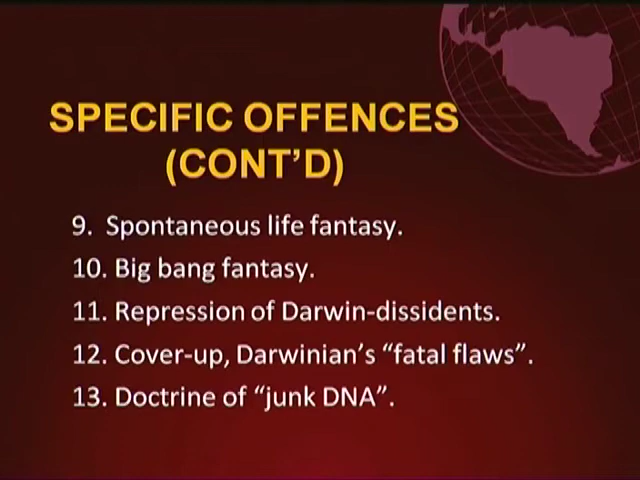 SPECIFIC OFFENCES
(CONT'D)
9. Spontaneous life fantasy.
10. Big bang fantasy.
11. Repression of Darwin-dissidents.
12. Cover-up, Darwinian's “fatal flaws”.
13. Doctrine of “junk DNA”.